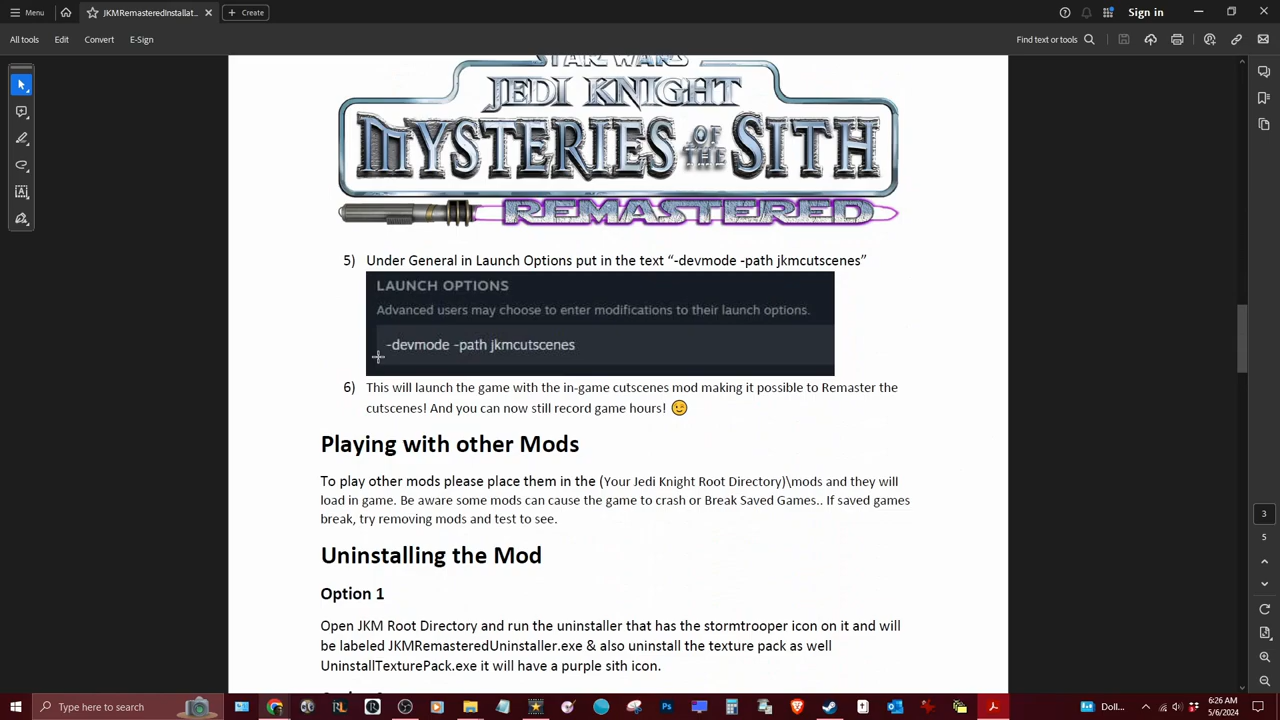 Menu
JKMRemasteredInstallat...
Create
Sign in
All tools
Edit
Convert
E-Sign
Find text or tools
STAR WARS
JEDI KNIGHT
MYSTERIES OF THE SITH
REMASTERED
5) Under General in Launch Options put in the text “-devmode -path jkmcutscenes”
LAUNCH OPTIONS
Advanced users may choose to enter modifications to their launch options.
-devmode -path jkmcutscenes
6) This will launch the game with the in-game cutscenes mod making it possible to Remaster the
cutscenes! And you can now still record game hours! 😉
Playing with other Mods
To play other mods please place them in the (Your Jedi Knight Root Directory)\mods and they will
load in game. Be aware some mods can cause the game to crash or Break Saved Games.. If saved games
break, try removing mods and test to see.
Uninstalling the Mod
Option 1
Open JKM Root Directory and run the uninstaller that has the stormtrooper icon on it and will
be labeled JKMRemasteredUninstaller.exe & also uninstall the texture pack as well
UninstallTexturePack.exe it will have a purple sith icon.
3
5
Type here to search
Doll...
6:26 AM
5/6/2024